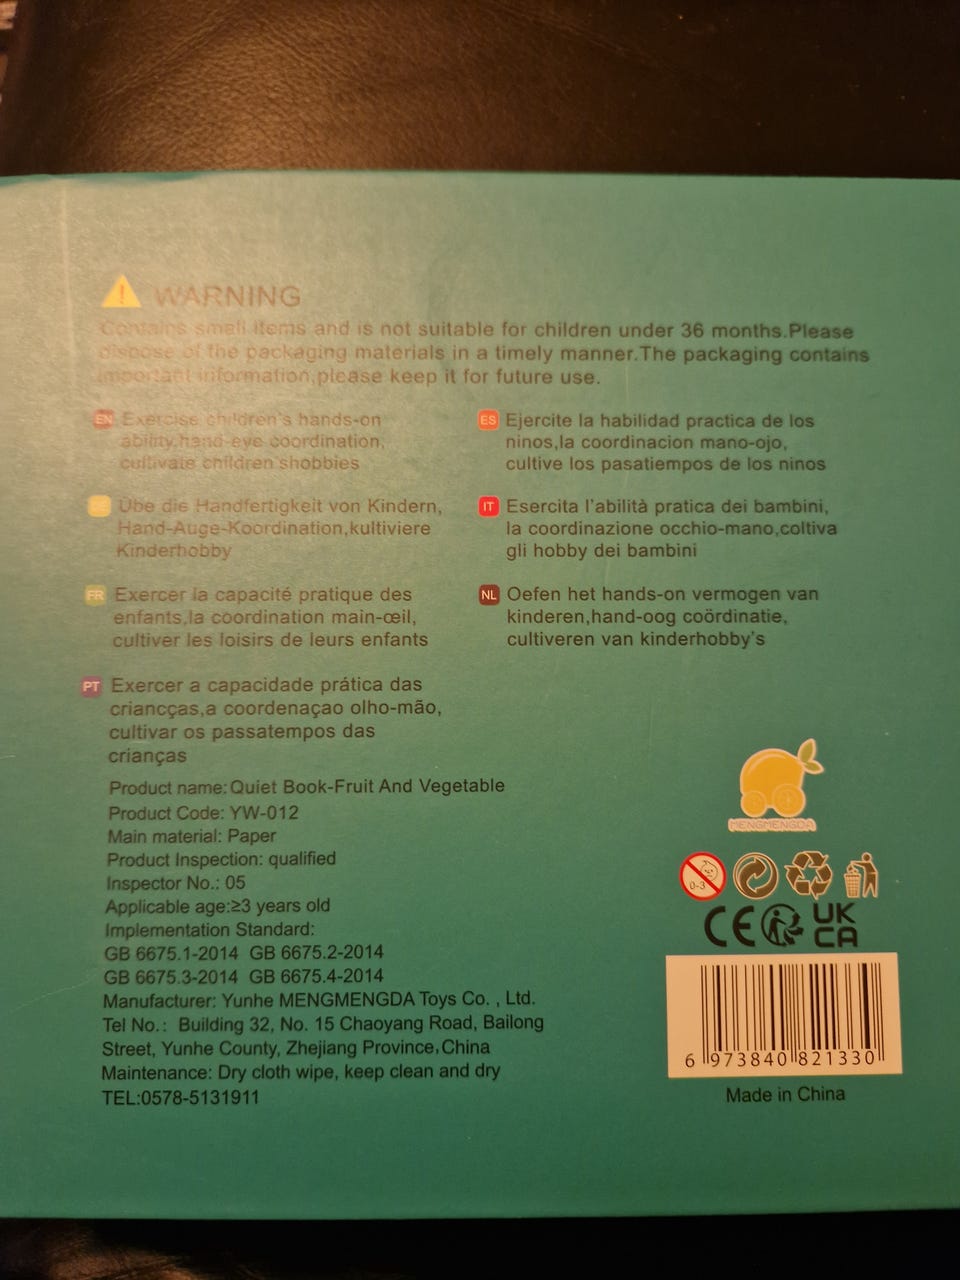 WARNING
Contains small items and is not suitable for children under 36 months.Please
dispose of the packaging materials in a timely manner.The packaging contains
important information,please keep it for future use.
EN Exercise children's hands-on
ability,hand-eye coordination,
cultivate children'shobbies
DE Übe die Handfertigkeit von Kindern,
Hand-Auge-Koordination,kultiviere
Kinderhobby
FR Exercer la capacité pratique des
enfants,la coordination main-œil,
cultiver les loisirs de leurs enfants
PT Exercer a capacidade prática das
criancças,a coordenaçao olho-mão,
cultivar os passatempos das
crianças
ES Ejercite la habilidad practica de los
ninos,la coordinacion mano-ojo,
cultive los pasatiempos de los ninos
IT Esercita l'abilità pratica dei bambini,
la coordinazione occhio-mano,coltiva
gli hobby dei bambini
NL Oefen het hands-on vermogen van
kinderen,hand-oog coördinatie,
cultiveren van kinderhobby's
Product name:Quiet Book-Fruit And Vegetable
Product Code: YW-012
Main material: Paper
Product Inspection: qualified
Inspector No.: 05
Applicable age:≥3 years old
Implementation Standard:
GB 6675.1-2014 GB 6675.2-2014
GB 6675.3-2014 GB 6675.4-2014
Manufacturer: Yunhe MENGMENGDA Toys Co. , Ltd.
Tel No.: Building 32, No. 15 Chaoyang Road, Bailong
Street, Yunhe County, Zhejiang Province,China
Maintenance: Dry cloth wipe, keep clean and dry
TEL:0578-5131911
MENGMENGDA
0-3
CE UK
CA
6 973840 821330
Made in China